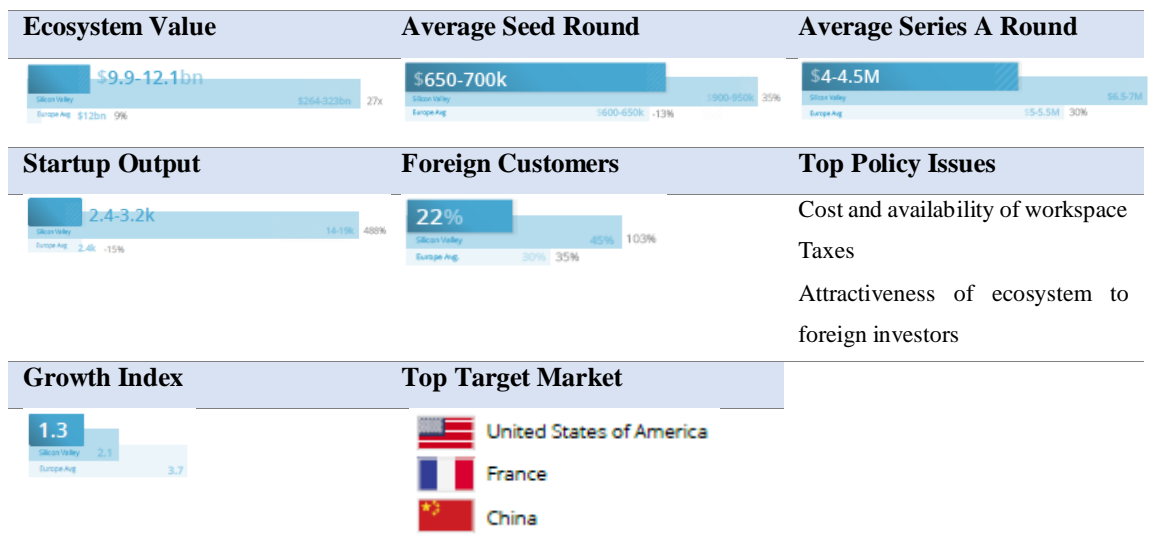 Ecosystem Value
Average Seed Round
Average Series A Round
$9.9-12.1bn
Silicon Valley $264-323bn 27x
Europe Avg $12bn 9%
$650-700k
Silicon Valley $900-950k 35%
Europe Avg $600-650k -13%
$4-4.5M
Silicon Valley $6.5-7M
Europe Avg $5-5.5M 30%
Startup Output
Foreign Customers
Top Policy Issues
2.4-3.2k
Silicon Valley 14-19k 488%
Europe Avg 2.4k -15%
22%
Silicon Valley 45% 103%
Europe Avg. 30% 35%
Cost and availability of workspace
Taxes
Attractiveness of ecosystem to
foreign investors
Growth Index
Top Target Market
1.3
Silicon Valley 2.1
Europe Avg 3.7
United States of America
France
China